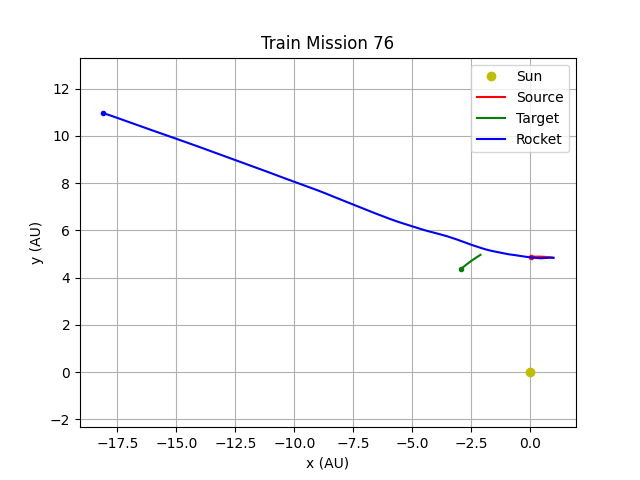 Train Mission 76
Sun
Source
Target
Rocket
12
10
8
6
4
2
0
−2
y (AU)
−17.5 −15.0 −12.5 −10.0 −7.5 −5.0 −2.5 0.0
x (AU)